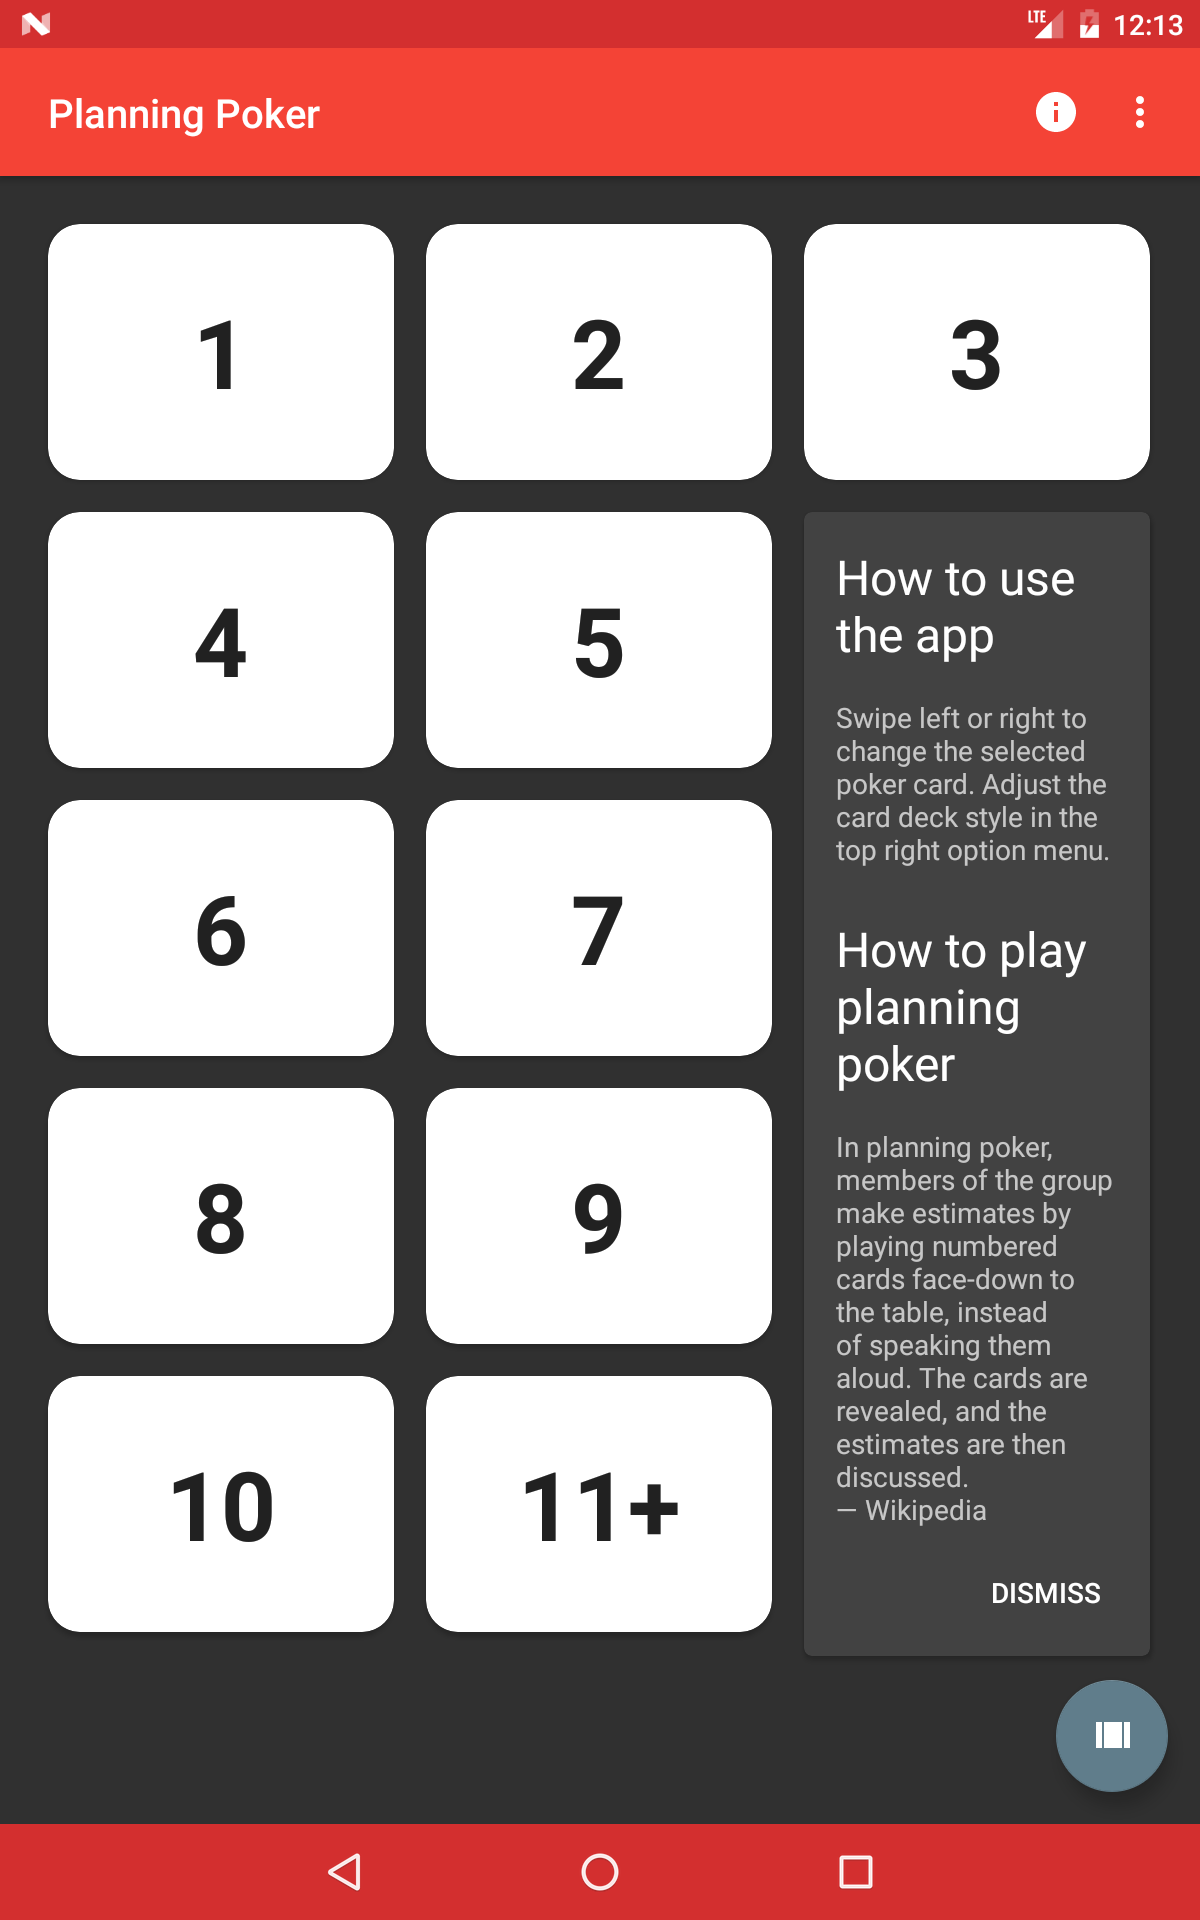 LTE 12:13
Planning Poker
1
2
3
4
5
6
7
8
9
10
11+
How to use
the app
Swipe left or right to
change the selected
poker card. Adjust the
card deck style in the
top right option menu.
How to play
planning
poker
In planning poker,
members of the group
make estimates by
playing numbered
cards face-down to
the table, instead
of speaking them
aloud. The cards are
revealed, and the
estimates are then
discussed.
— Wikipedia
DISMISS